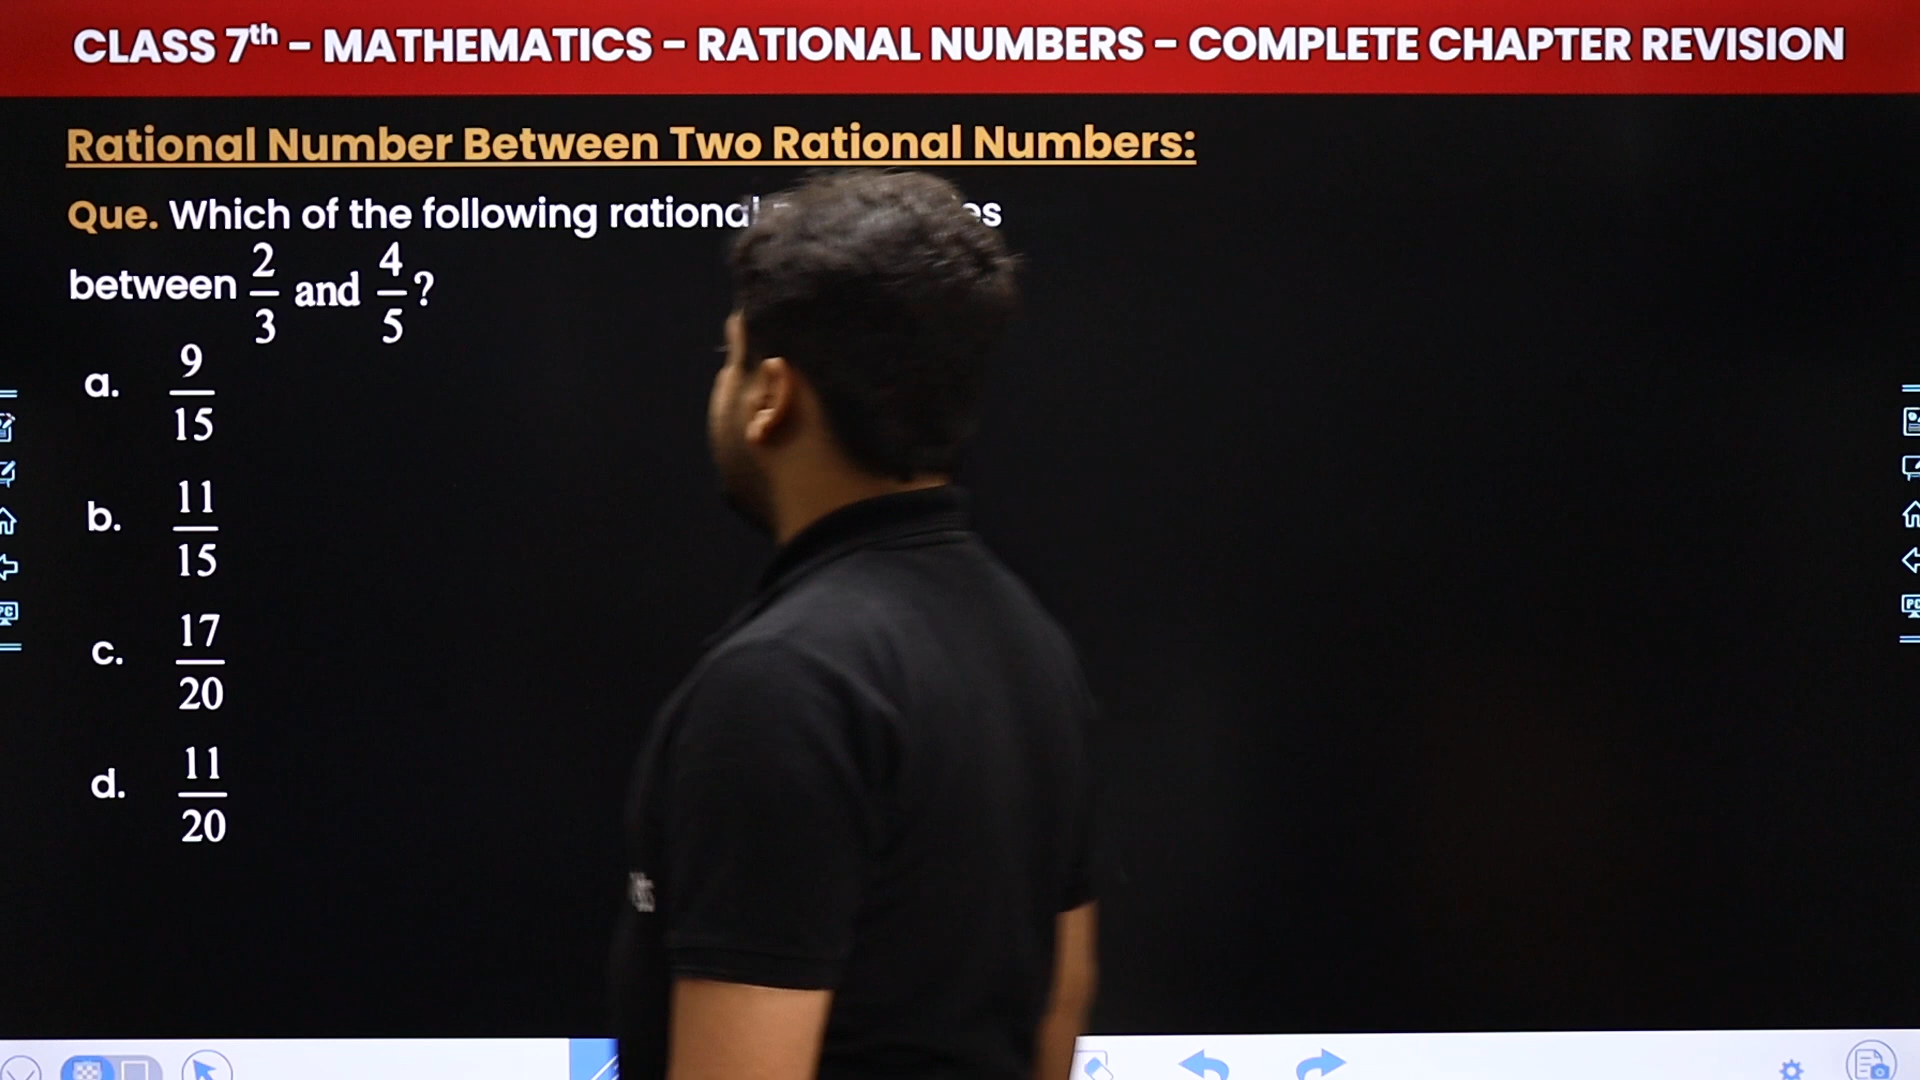 CLASS 7th - MATHEMATICS - RATIONAL NUMBERS - COMPLETE CHAPTER REVISION
Rational Number Between Two Rational Numbers:
Que. Which of the following rational
between 2/3 and 4/5?
a. 9/15
b. 11/15
c. 17/20
d. 11/20